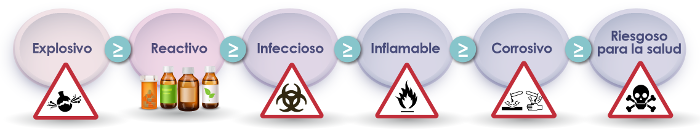 Explosivo ≥ Reactivo ≥ Infeccioso ≥ Inflamable ≥ Corrosivo ≥ Riesgoso
para la salud